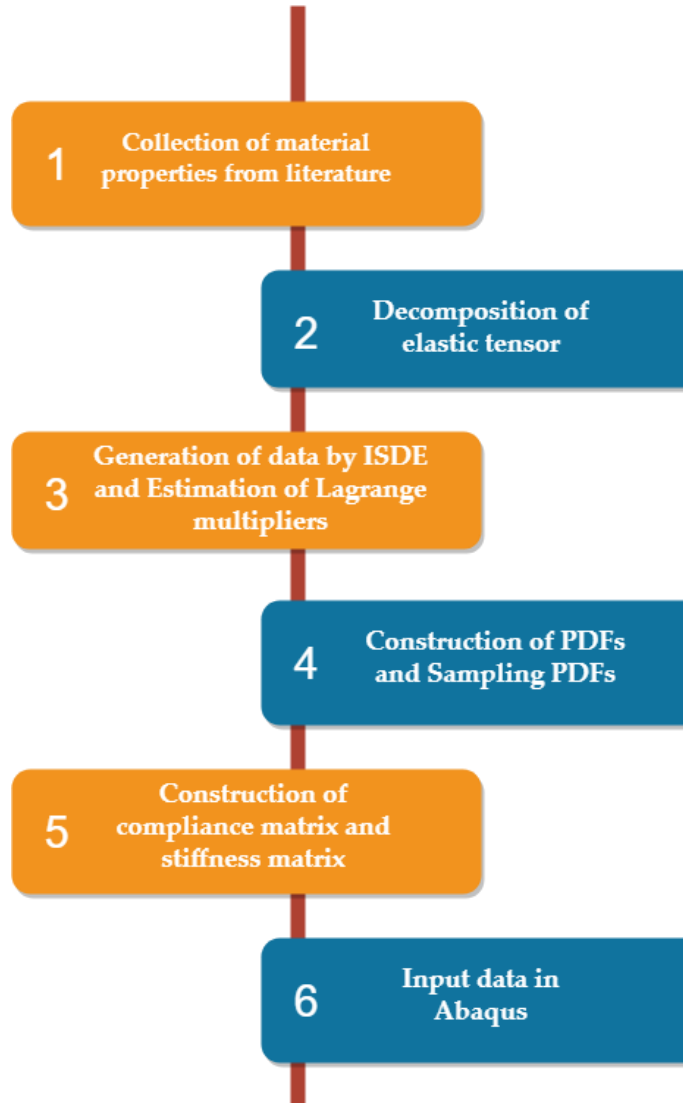 1
Collection of material
properties from literature
2
Decomposition of
elastic tensor
3
Generation of data by ISDE
and Estimation of Lagrange
multipliers
4
Construction of PDFs
and Sampling PDFs
5
Construction of
compliance matrix and
stiffness matrix
6
Input data in
Abaqus